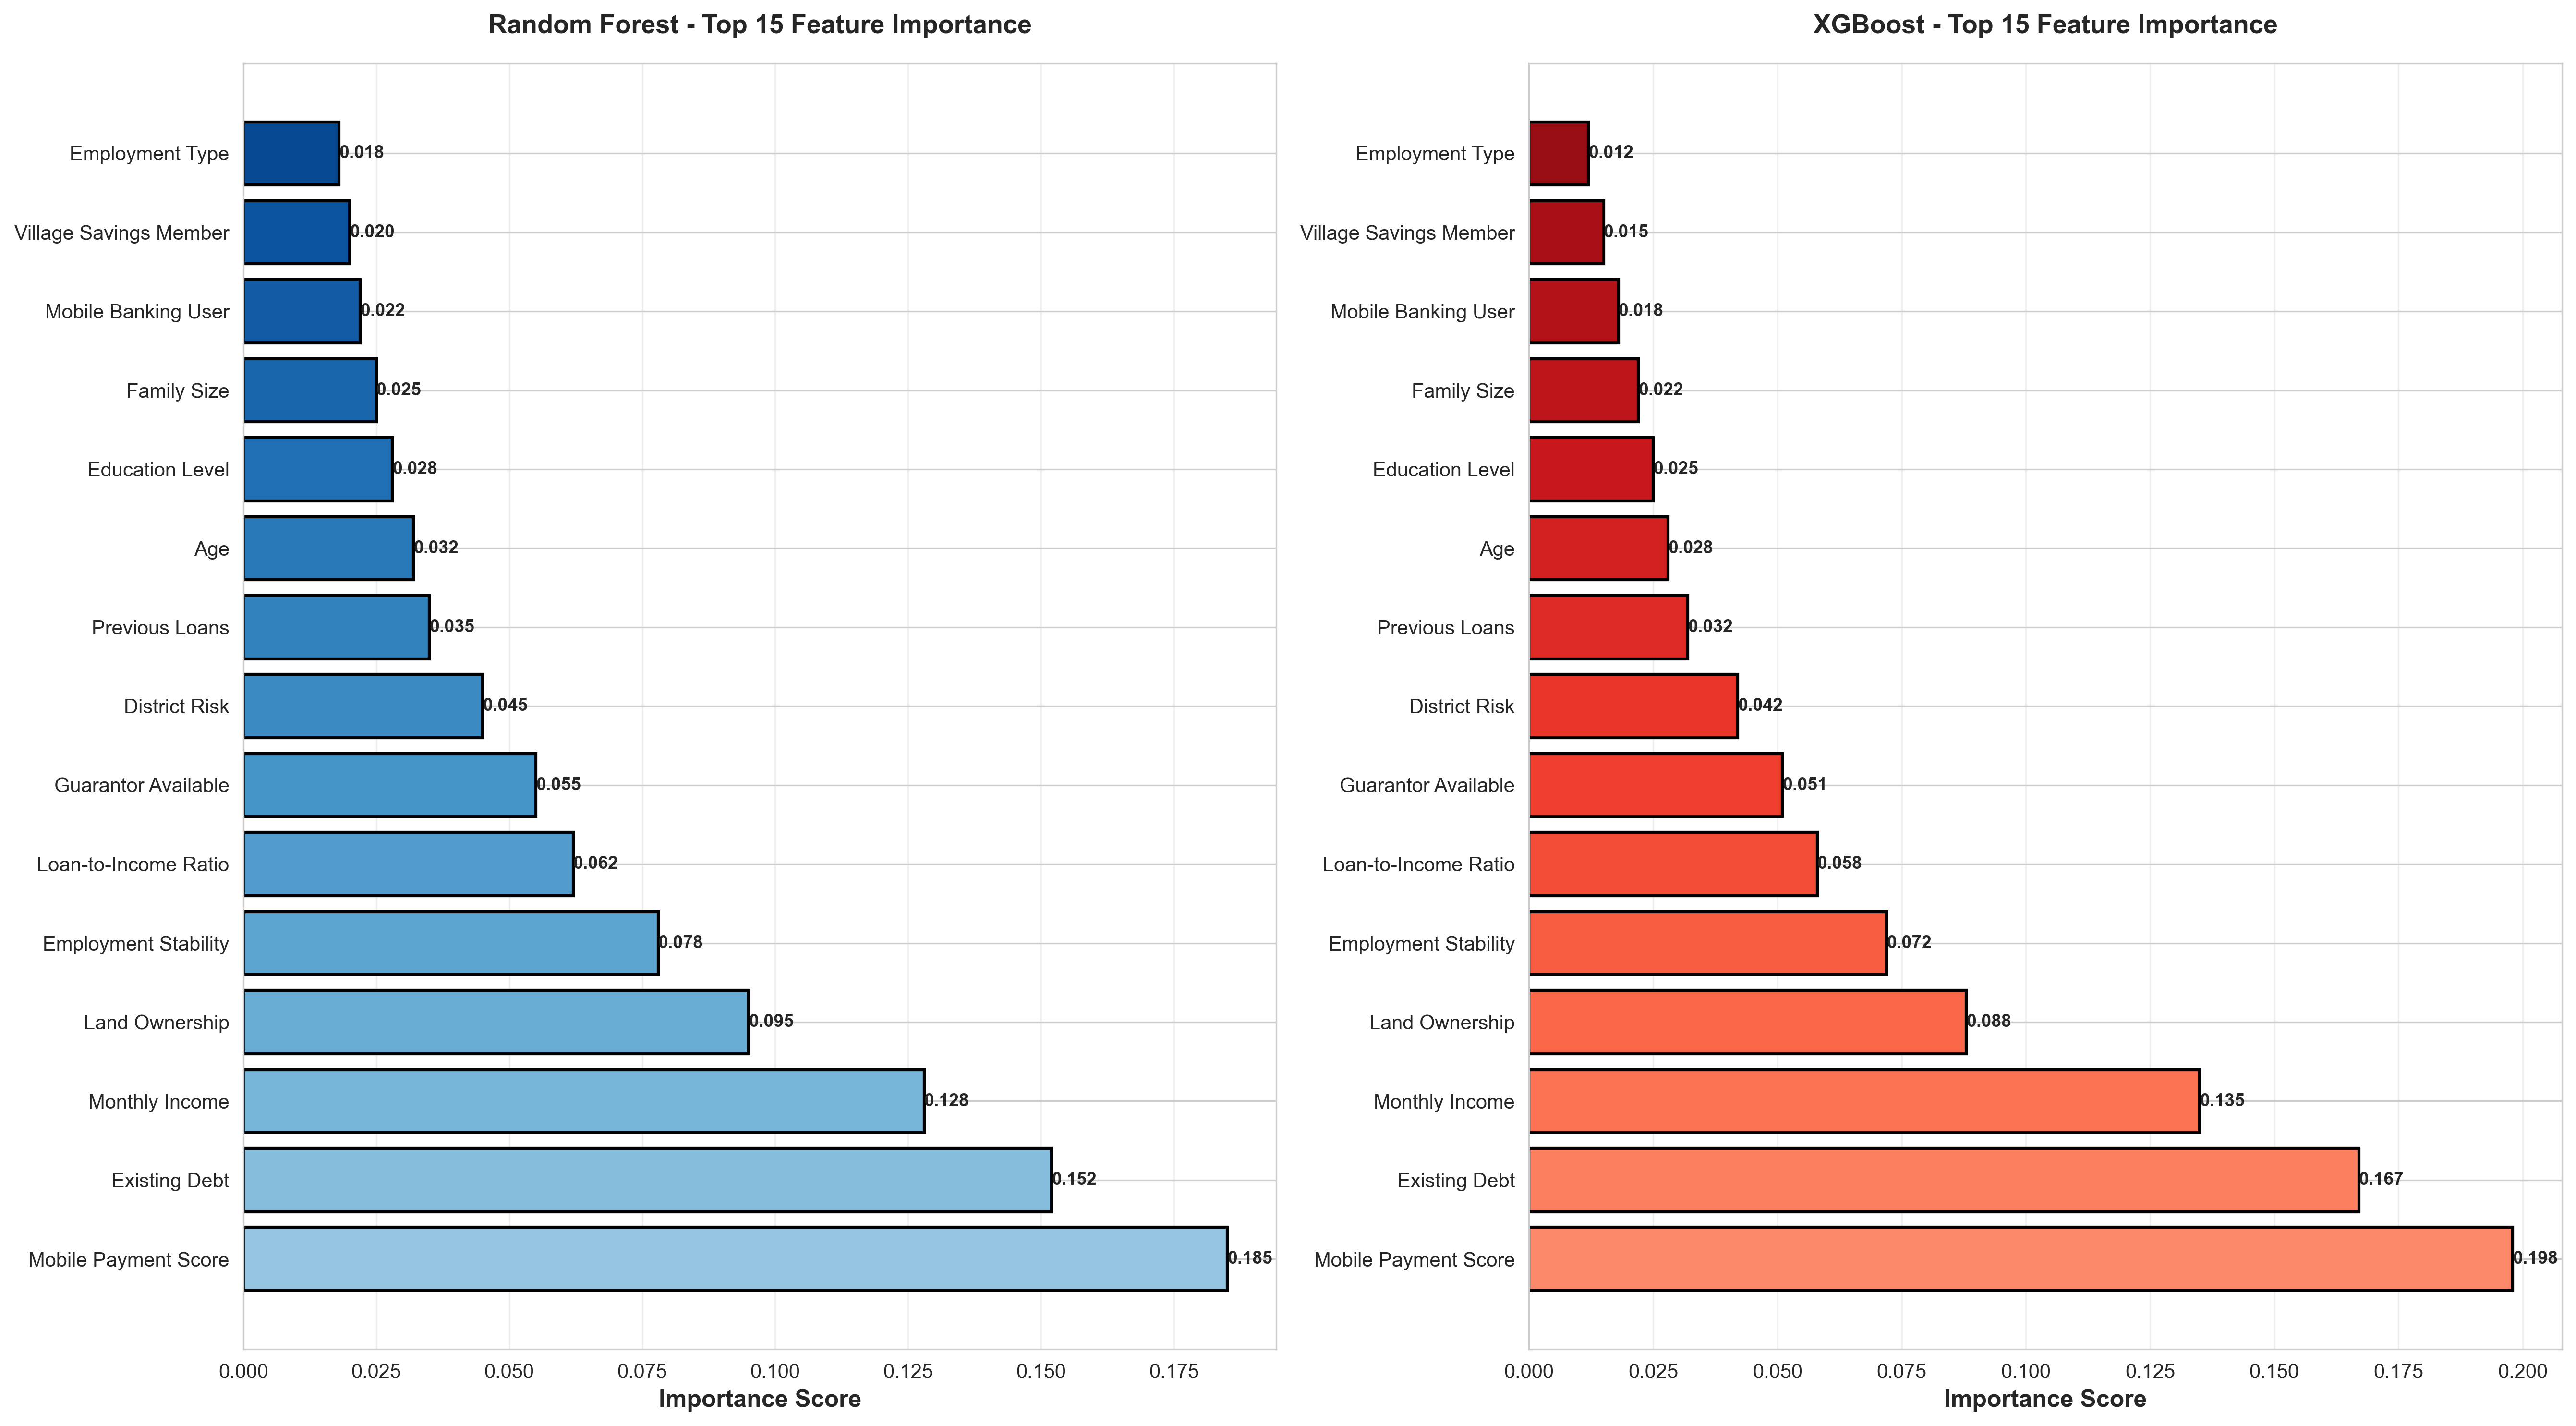 Random Forest - Top 15 Feature Importance
Employment Type 0.018
Village Savings Member 0.020
Mobile Banking User 0.022
Family Size 0.025
Education Level 0.028
Age 0.032
Previous Loans 0.035
District Risk 0.045
Guarantor Available 0.055
Loan-to-Income Ratio 0.062
Employment Stability 0.078
Land Ownership 0.095
Monthly Income 0.128
Existing Debt 0.152
Mobile Payment Score 0.185
0.000 0.025 0.050 0.075 0.100 0.125 0.150 0.175
Importance Score
XGBoost - Top 15 Feature Importance
Employment Type 0.012
Village Savings Member 0.015
Mobile Banking User 0.018
Family Size 0.022
Education Level 0.025
Age 0.028
Previous Loans 0.032
District Risk 0.042
Guarantor Available 0.051
Loan-to-Income Ratio 0.058
Employment Stability 0.072
Land Ownership 0.088
Monthly Income 0.135
Existing Debt 0.167
Mobile Payment Score 0.198
0.000 0.025 0.050 0.075 0.100 0.125 0.150 0.175 0.200
Importance Score